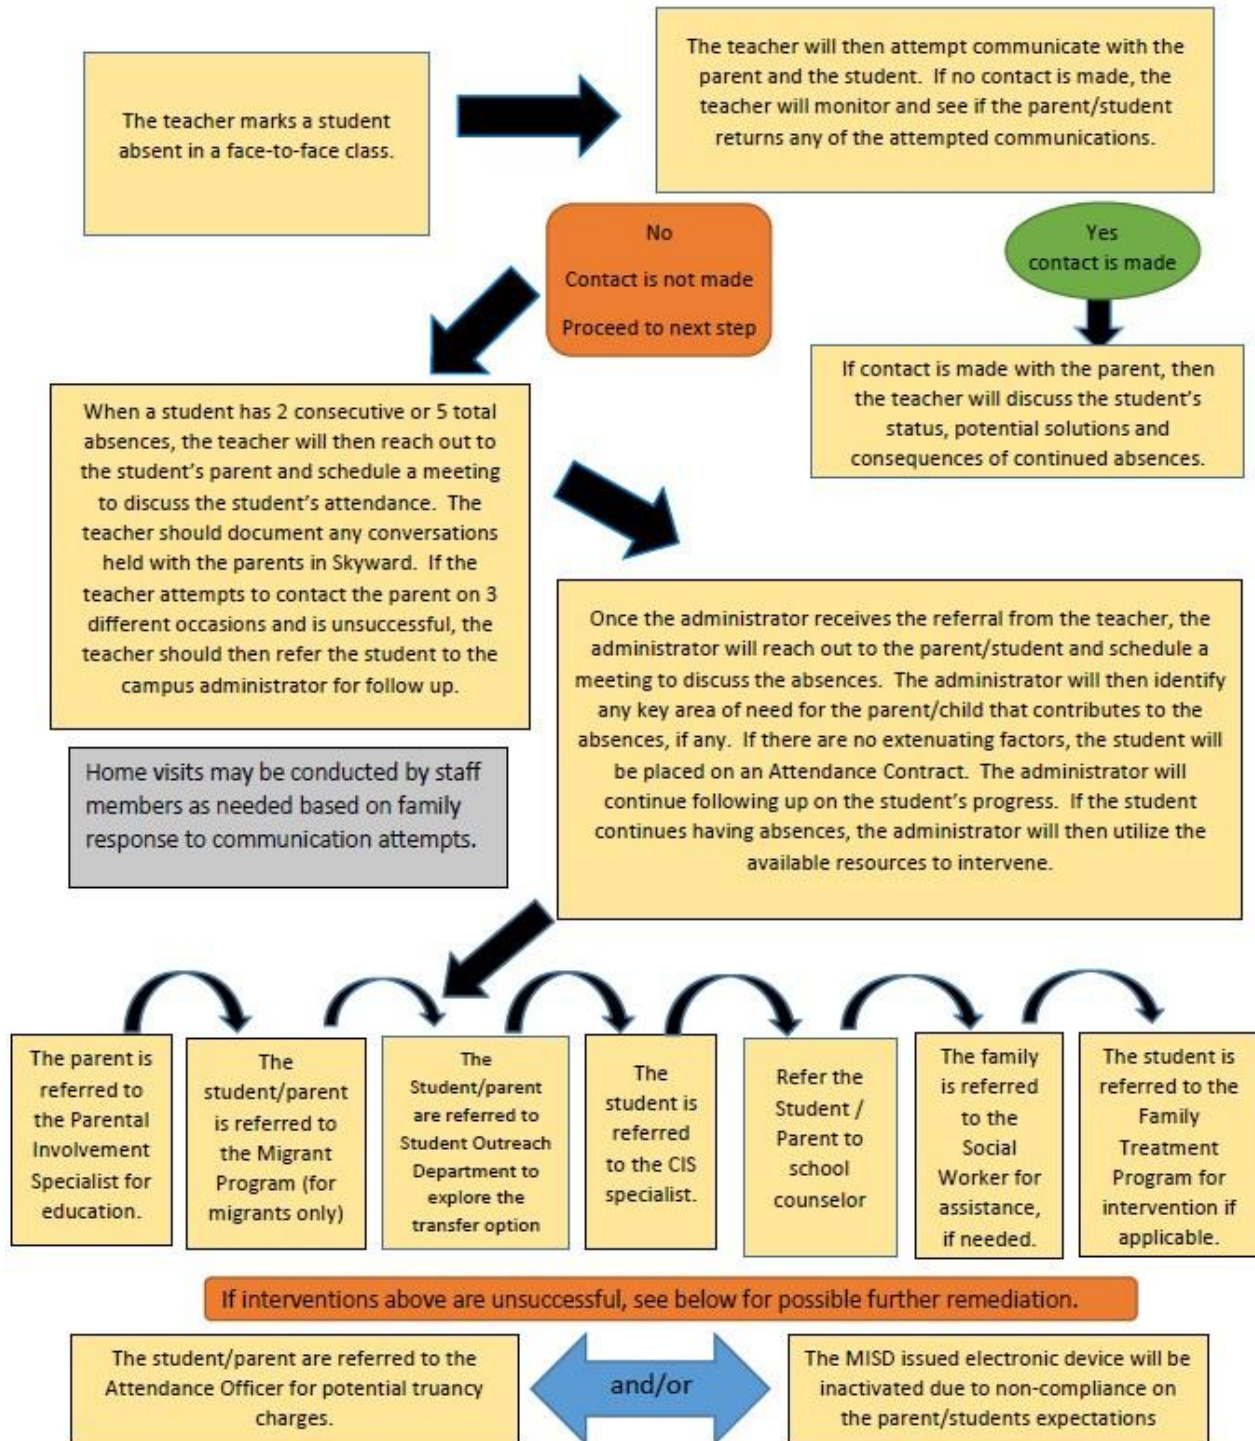 The teacher marks a student
absent in a face-to-face class.
The teacher will then attempt communicate with the
parent and the student. If no contact is made, the
teacher will monitor and see if the parent/student
returns any of the attempted communications.
No
Contact is not made
Proceed to next step
Yes
contact is made
If contact is made with the parent, then
the teacher will discuss the student's
status, potential solutions and
consequences of continued absences.
When a student has 2 consecutive or 5 total
absences, the teacher will then reach out to
the student's parent and schedule a meeting
to discuss the student's attendance. The
teacher should document any conversations
held with the parents in Skyward. If the
teacher attempts to contact the parent on 3
different occasions and is unsuccessful, the
teacher should then refer the student to the
campus administrator for follow up.
Once the administrator receives the referral from the teacher, the
administrator will reach out to the parent/student and schedule a
meeting to discuss the absences. The administrator will then identify
any key area of need for the parent/child that contributes to the
absences, if any. If there are no extenuating factors, the student will
be placed on an Attendance Contract. The administrator will
continue following up on the student's progress. If the student
continues having absences, the administrator will then utilize the
available resources to intervene.
Home visits may be conducted by staff
members as needed based on family
response to communication attempts.
The parent is
referred to
the Parental
Involvement
Specialist for
education.
The
student/parent
is referred to
the Migrant
Program (for
migrants only)
The
Student/parent
are referred to
Student Outreach
Department to
explore the
transfer option
The
student is
referred
to the CIS
specialist.
Refer the
Student /
Parent to
school
counselor
The family
is referred
to the
Social
Worker for
assistance,
if needed.
The student is
referred to the
Family
Treatment
Program for
intervention if
applicable.
If interventions above are unsuccessful, see below for possible further remediation.
The student/parent are referred to the
Attendance Officer for potential truancy
charges.
and/or
The MISD issued electronic device will be
inactivated due to non-compliance on
the parent/students expectations